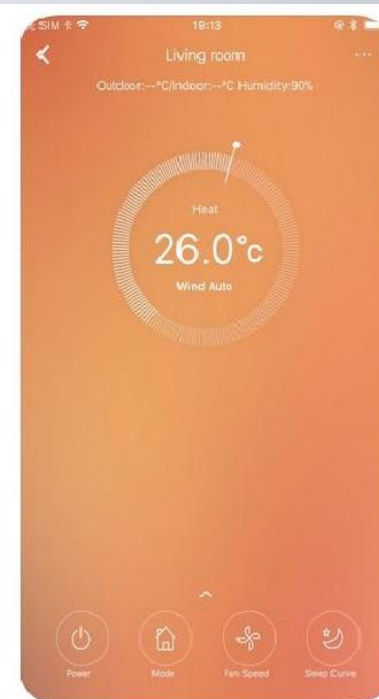 SIM 19:13
Living room
Outdoor:--°C/Indoor:--°C Humidity:90%
Heat
26.0°c
Wind Auto
Power Mode Fan Speed Sleep Curve